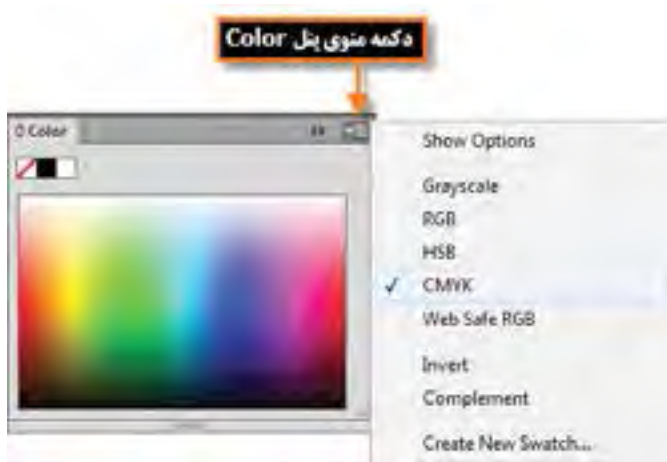 دکمه منوی پنل Color
Color
Show Options
Grayscale
RGB
HSB
✓ CMYK
Web Safe RGB
Invert
Complement
Create New Swatch...